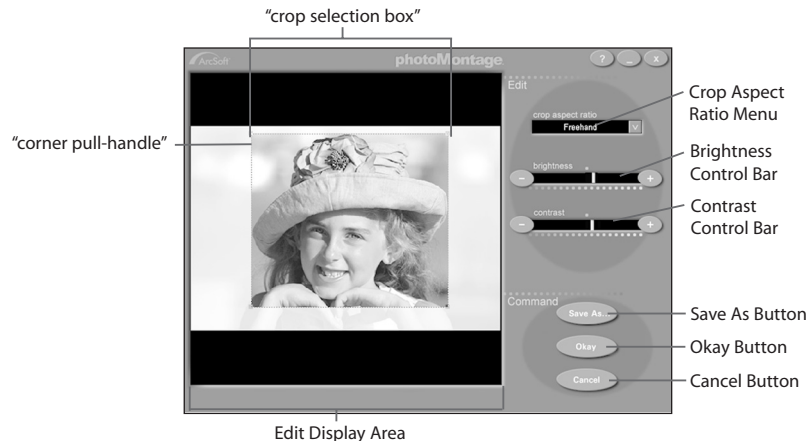 “crop selection box”
ArcSoft
photoMontage
? _ x
Edit
“corner pull-handle”
crop aspect ratio
Freehand
V
Crop Aspect
Ratio Menu
brightness
- +
Brightness
Control Bar
contrast
- +
Contrast
Control Bar
Command
Save As...
Save As Button
Okay
Okay Button
Cancel
Cancel Button
Edit Display Area